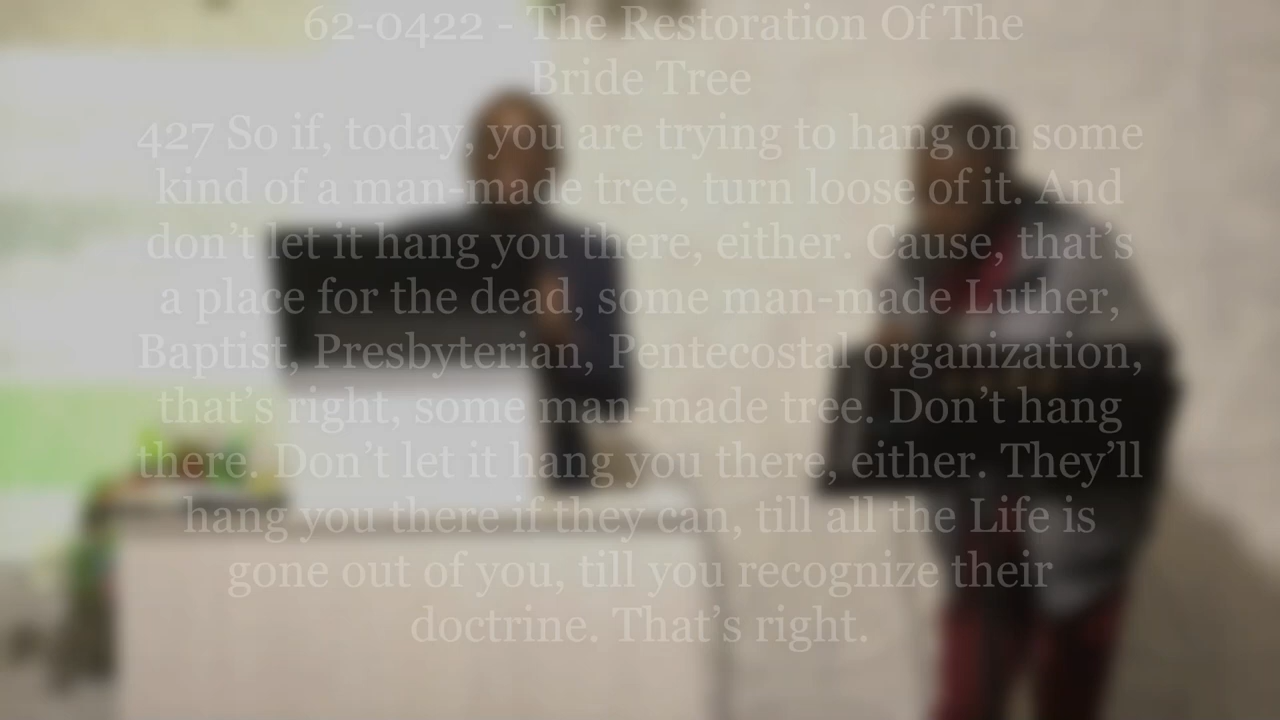 62-0422 - The Restoration Of The
Bride Tree
427 So if, today, you are trying to hang on some
kind of a man-made tree, turn loose of it. And
don’t let it hang you there, either. Cause, that’s
a place for the dead, some man-made Luther,
Baptist, Presbyterian, Pentecostal organization,
that’s right, some man-made tree. Don’t hang
there. Don’t let it hang you there, either. They’ll
hang you there if they can, till all the Life is
gone out of you, till you recognize their
doctrine. That’s right.